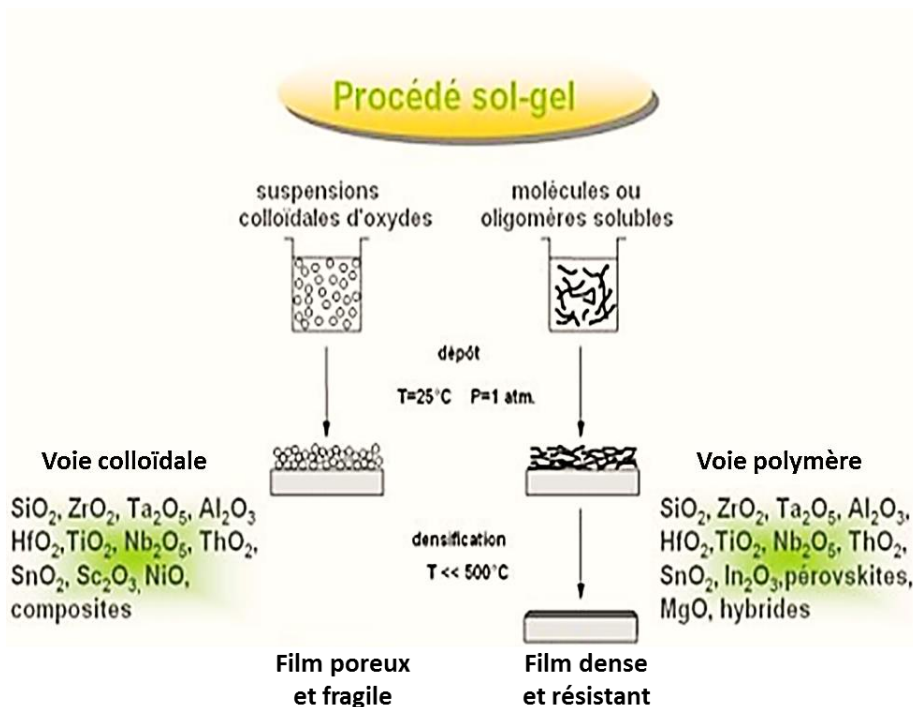 Procédé sol-gel
suspensions
colloïdales d'oxydes
molécules ou
oligomères solubles
dèpôt
T=25°C P=1 atm.
Voie colloïdale
SiO₂, ZrO₂, Ta₂O₅, Al₂O₃
HfO₂,TiO₂, Nb₂O₅, ThO₂,
SnO₂, Sc₂O₃, NiO,
composites
Voie polymère
SiO₂, ZrO₂, Ta₂O₅, Al₂O₃,
HfO₂,TiO₂, Nb₂O₅, ThO₂,
SnO₂, In₂O₃,pérovskites,
MgO, hybrides
densification
T << 500°C
Film poreux
et fragile
Film dense
et résistant